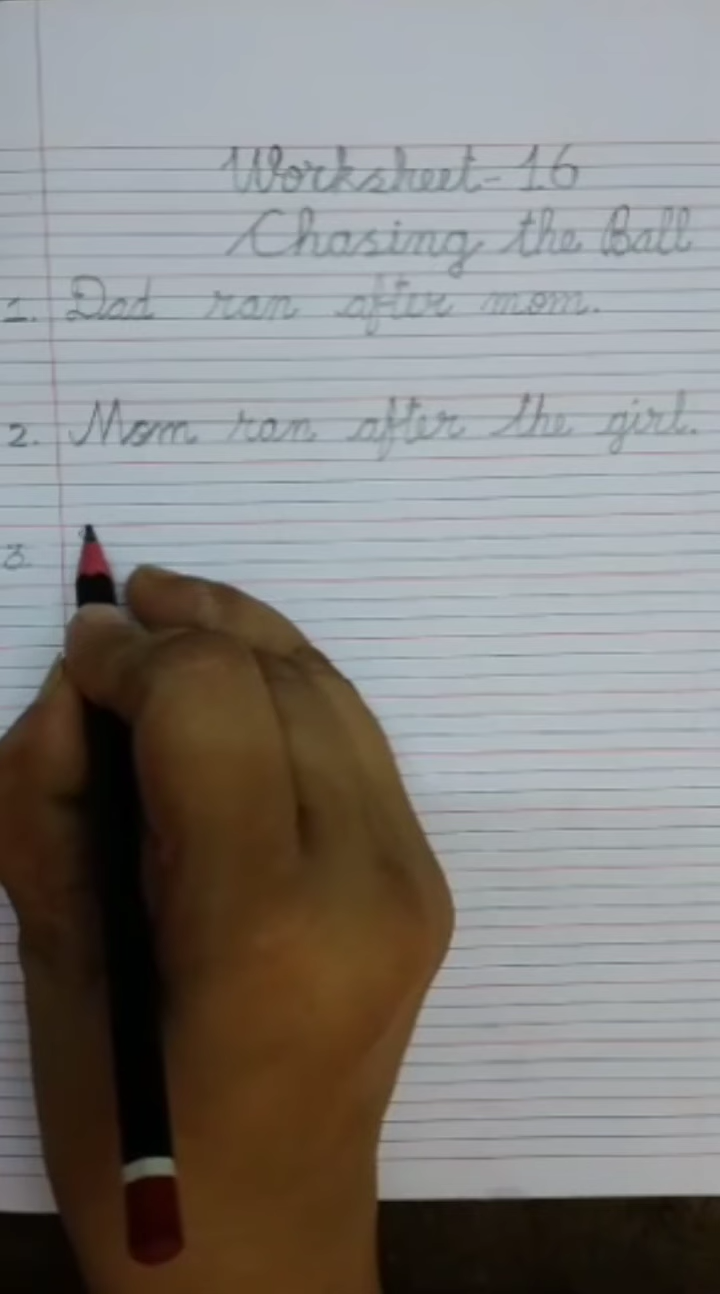 Worksheet-16
Chasing the Ball
1. Dad ran after mom.
2. Mom ran after the girl.
3.